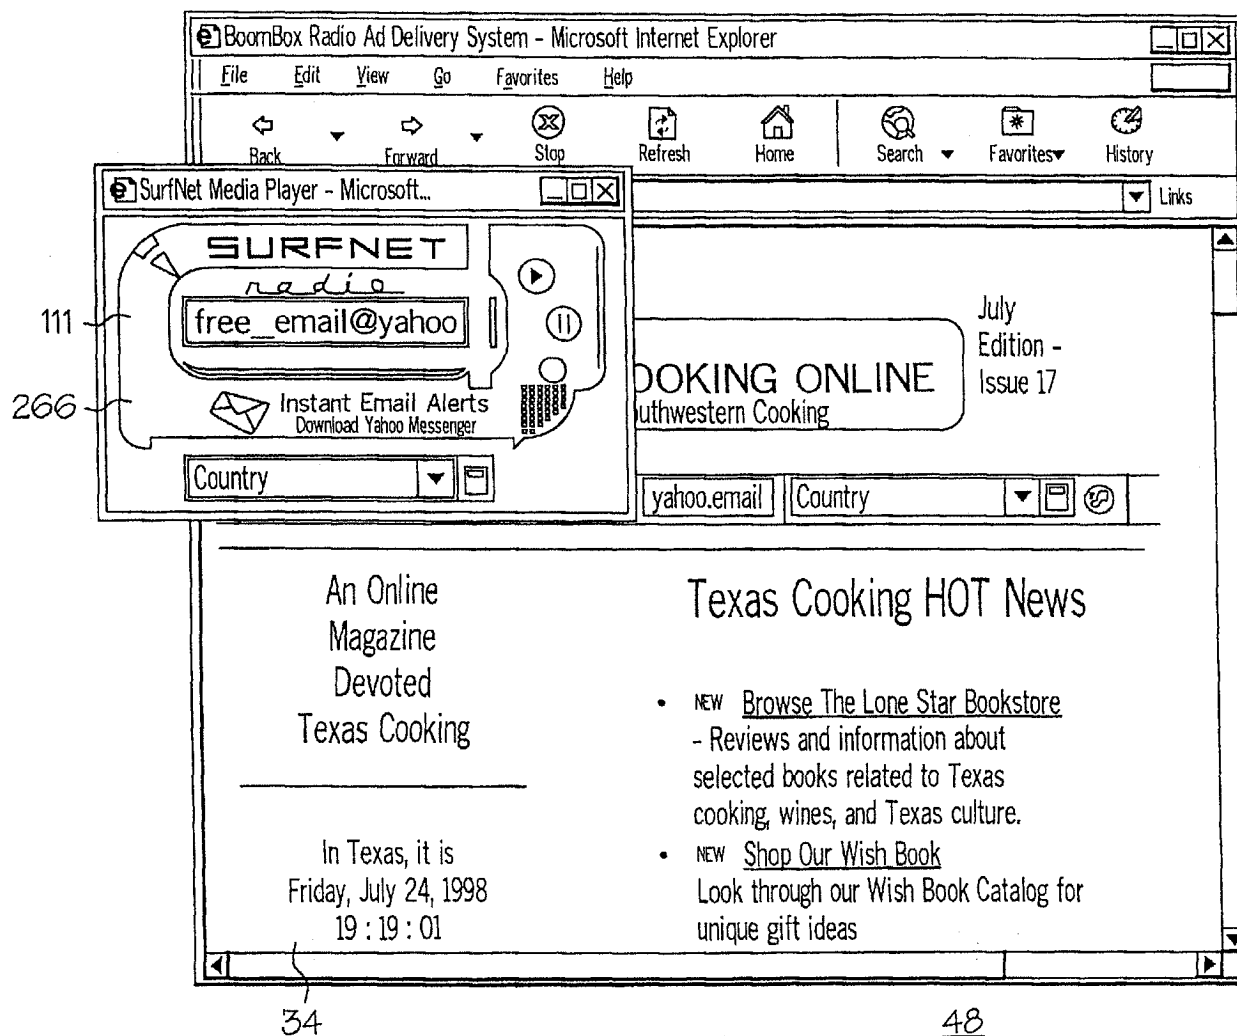 BoomBox Radio Ad Delivery System - Microsoft Internet Explorer
File Edit View Go Favorites Help
Back Forward Stop Refresh Home Search Favorites History
Links
SurfNet Media Player - Microsoft...
SURFNET
radio
free_email@yahoo
Instant Email Alerts
Download Yahoo Messenger
Country
111
266
July
Edition -
Issue 17
OOKING ONLINE
uthwestern Cooking
yahoo.email Country
An Online
Magazine
Devoted
Texas Cooking
In Texas, it is
Friday, July 24, 1998
19 : 19 : 01
Texas Cooking HOT News
• NEW Browse The Lone Star Bookstore
- Reviews and information about
selected books related to Texas
cooking, wines, and Texas culture.
• NEW Shop Our Wish Book
Look through our Wish Book Catalog for
unique gift ideas
34
48